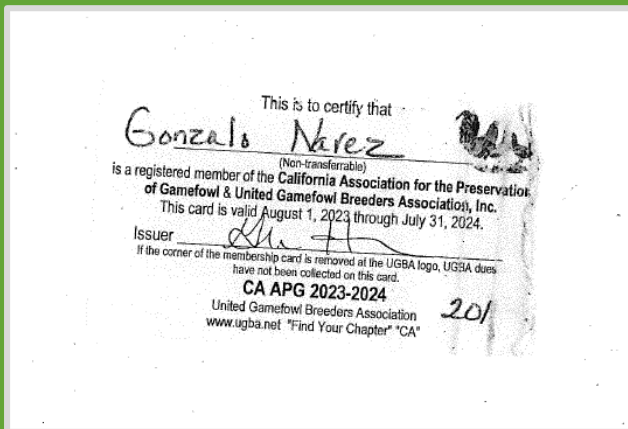 This is to certify that
Gonzalo Narez
(Non-transferrable)
is a registered member of the California Association for the Preservation
of Gamefowl & United Gamefowl Breeders Association, Inc.
This card is valid August 1, 2023 through July 31, 2024.
Issuer
If the corner of the membership card is removed at the UGBA logo, UGBA dues
have not been collected on this card.
CA APG 2023-2024
United Gamefowl Breeders Association
www.ugba.net "Find Your Chapter" "CA"
201